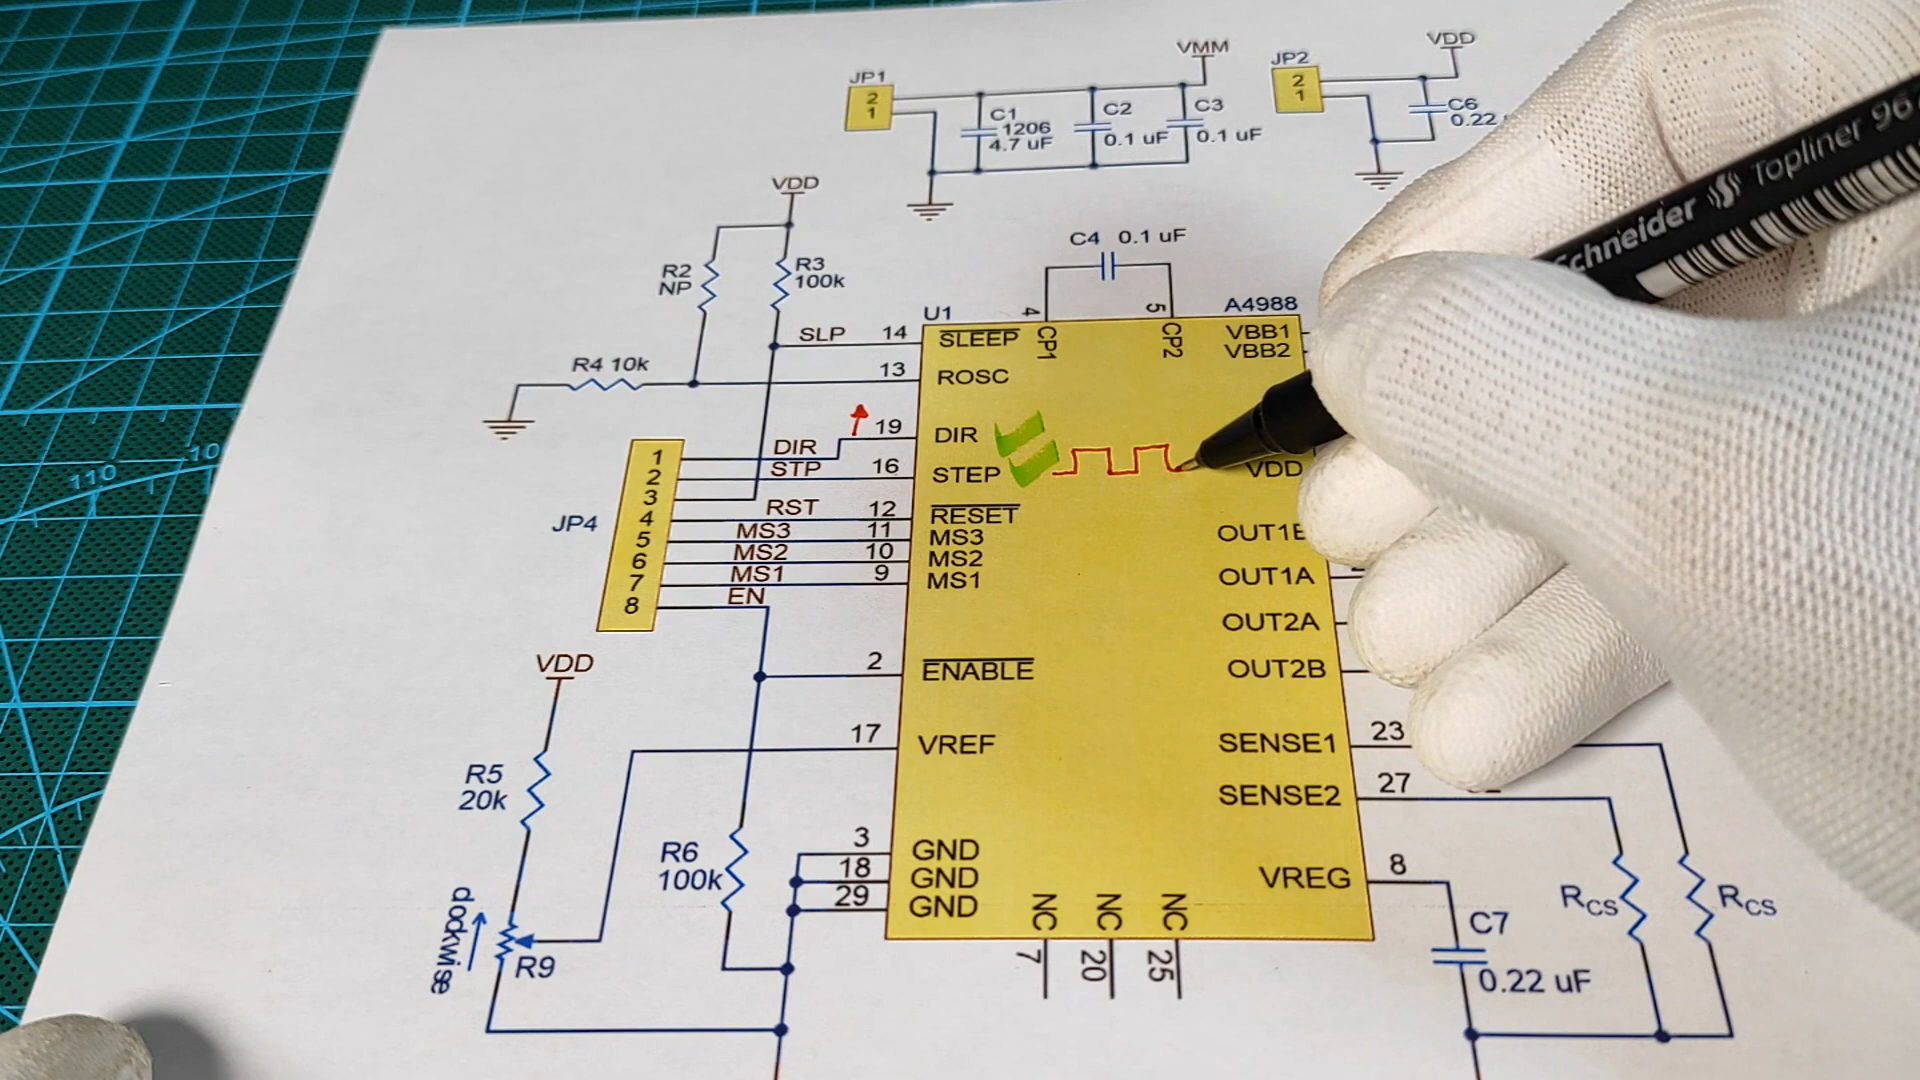 VMM
JP1
2
1
C1
1206
4.7 uF
C2
0.1 uF
C3
0.1 uF
VDD
JP2
2
1
C6
0.22
Schneider Topliner 96
VDD
R2
NP
R3
100k
C4 0.1 uF
4
5
U1
A4988
SLP 14
SLEEP
CP1
CP2
VBB1
VBB2
R4 10k
13
ROSC
110
10
19
DIR
DIR
STP
16
STEP
VDD
JP4
1
2
3
4
5
6
7
8
RST 12
RESET
MS3 11
MS3
MS2 10
MS2
MS1 9
MS1
EN
OUT1B
OUT1A
OUT2A
OUT2B
2
ENABLE
VDD
17
VREF
SENSE1 23
SENSE2 27
R5
20k
R6
100k
3
GND
18
GND
29
GND
VREG 8
NC
NC
NC
7
20
25
RCS
RCS
C7
0.22 uF
clockwise
R9